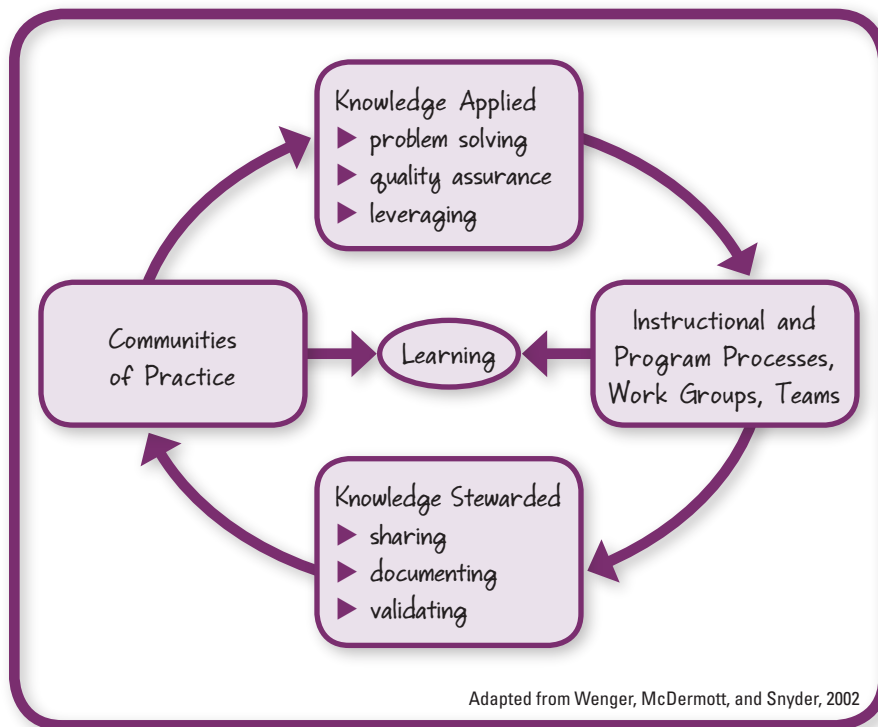 Knowledge Applied
▶ problem solving
▶ quality assurance
▶ leveraging
Communities
of Practice
Learning
Instructional and
Program Processes,
Work Groups, Teams
Knowledge Stewarded
▶ sharing
▶ documenting
▶ validating
Adapted from Wenger, McDermott, and Snyder, 2002